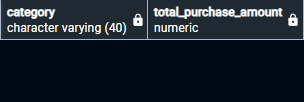 category
character varying (40)
total_purchase_amount
numeric